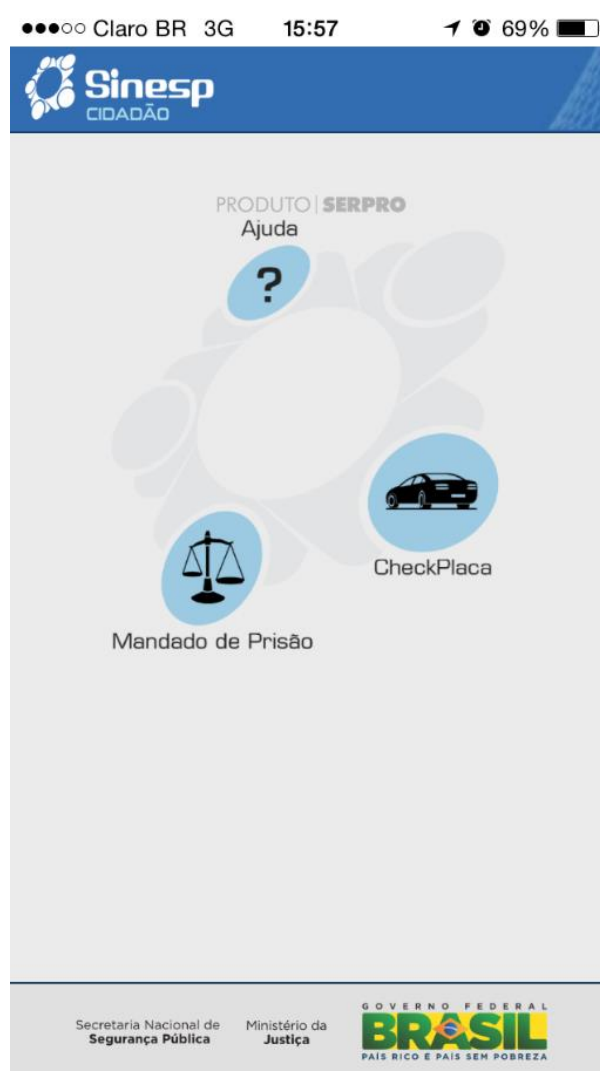 ●●●○○ Claro BR 3G 15:57 69%
Sinesp
CIDADÃO
PRODUTO | SERPRO
Ajuda
?
CheckPlaca
Mandado de Prisão
GOVERNO FEDERAL
Secretaria Nacional de
Segurança Pública
Ministério da
Justiça
BRASIL
PAÍS RICO É PAÍS SEM POBREZA